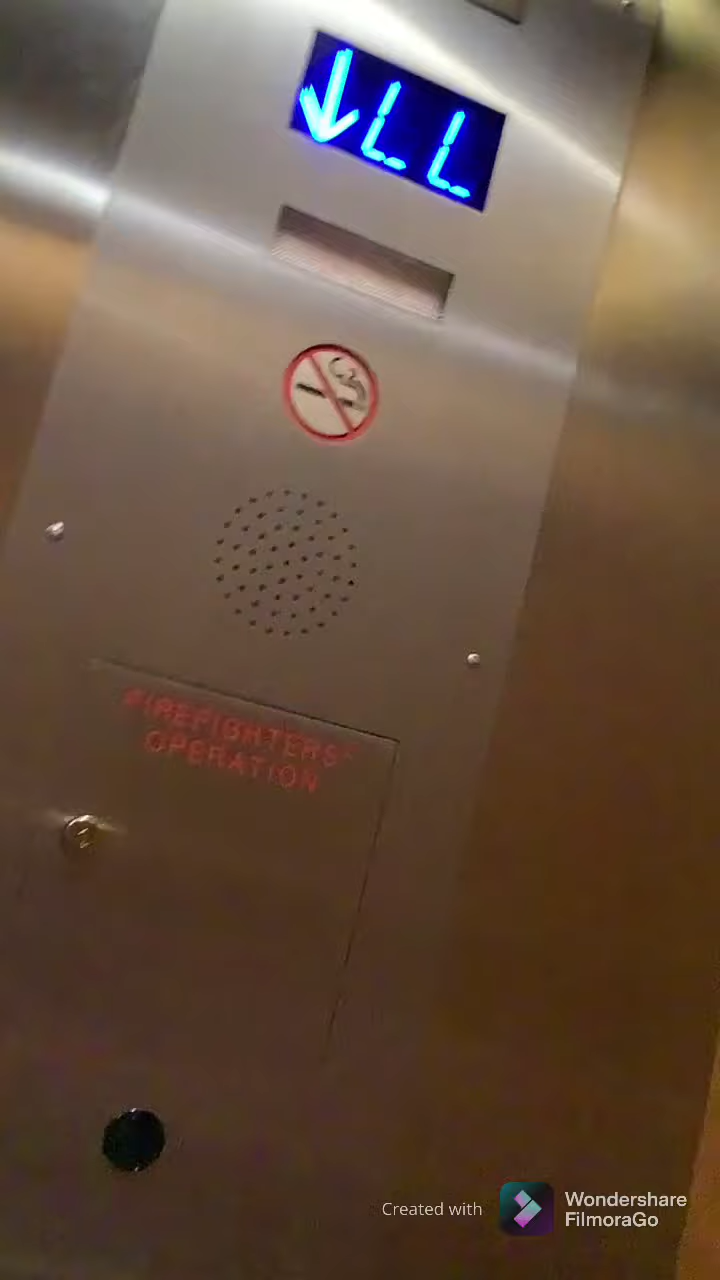 ↓LL
FIREFIGHTERS'
OPERATION
Created with
Wondershare
FilmoraGo